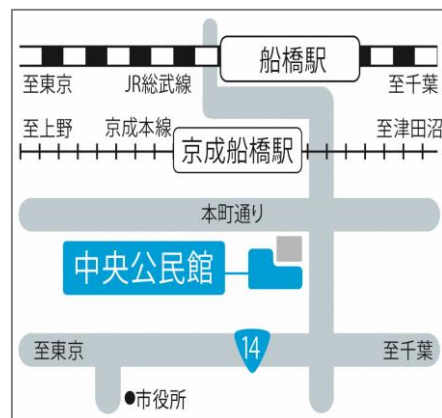 船橋駅
至東京 JR総武線 至千葉
至上野 京成本線 至津田沼
京成船橋駅
本町通り
中央公民館
至東京 14 至千葉
●市役所